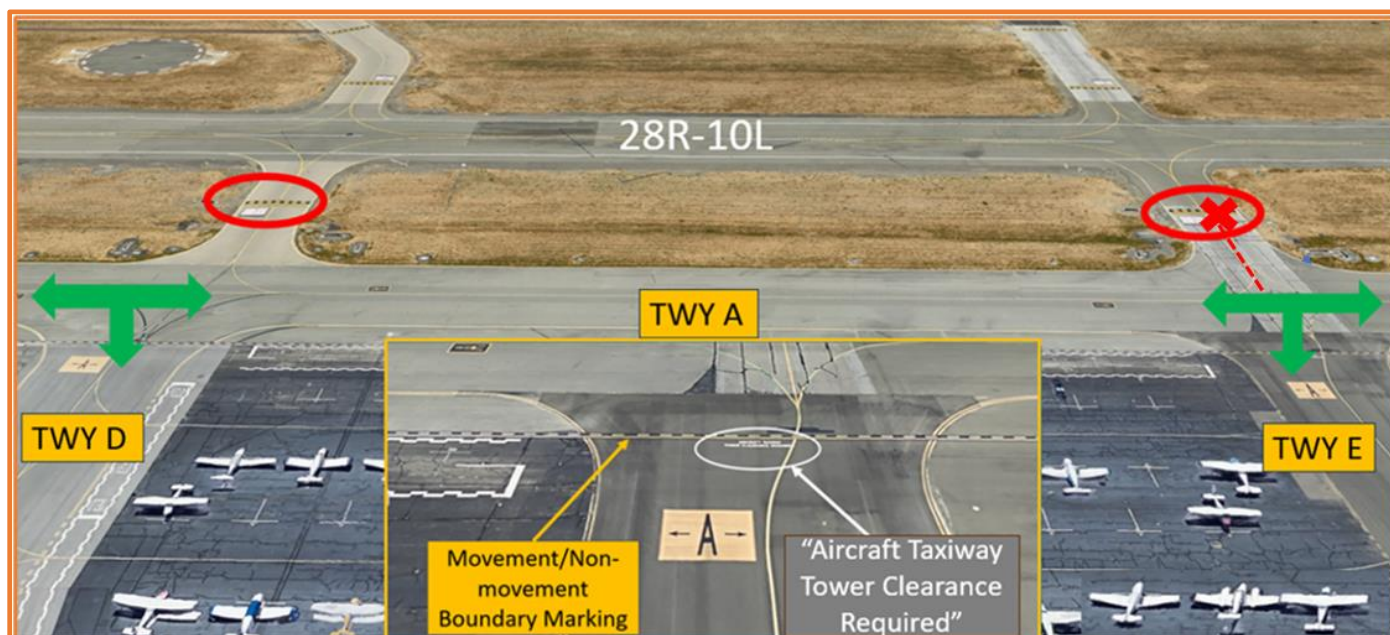 28R-10L
TWY A
A
TWY D
A
TWY E
A
Movement/Non-
movement
Boundary Marking
"Aircraft Taxiway
Tower Clearance
Required"